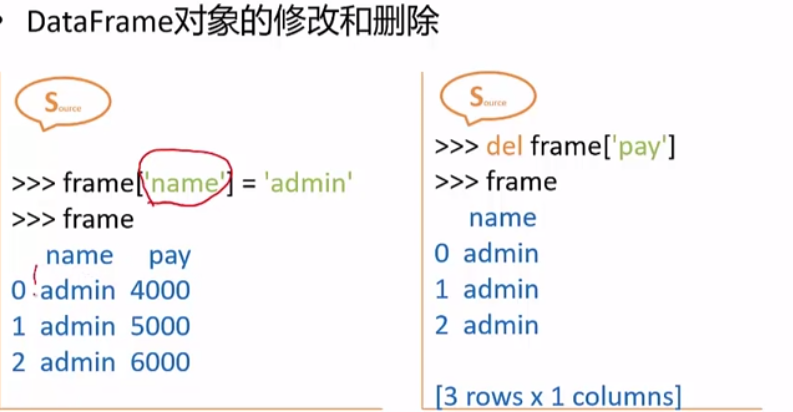 • DataFrame对象的修改和删除
Source
>>> frame['name'] = 'admin'
>>> frame
name pay
0 admin 4000
1 admin 5000
2 admin 6000
Source
>>> del frame['pay']
>>> frame
name
0 admin
1 admin
2 admin
[3 rows x 1 columns]